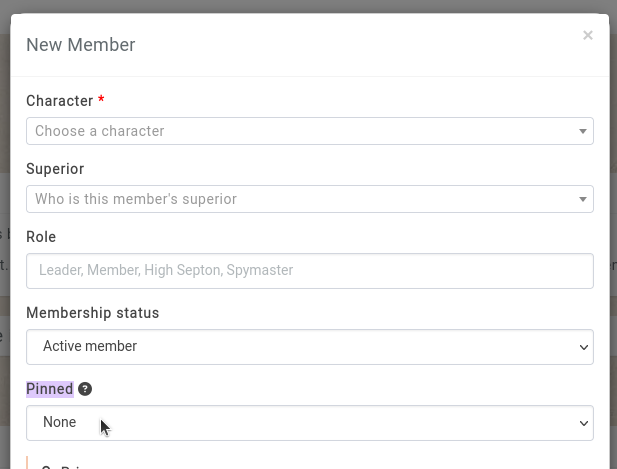 New Member
×
Character *
Choose a character
Superior
Who is this member's superior
Role
Leader, Member, High Septon, Spymaster
Membership status
Active member
Pinned ?
None